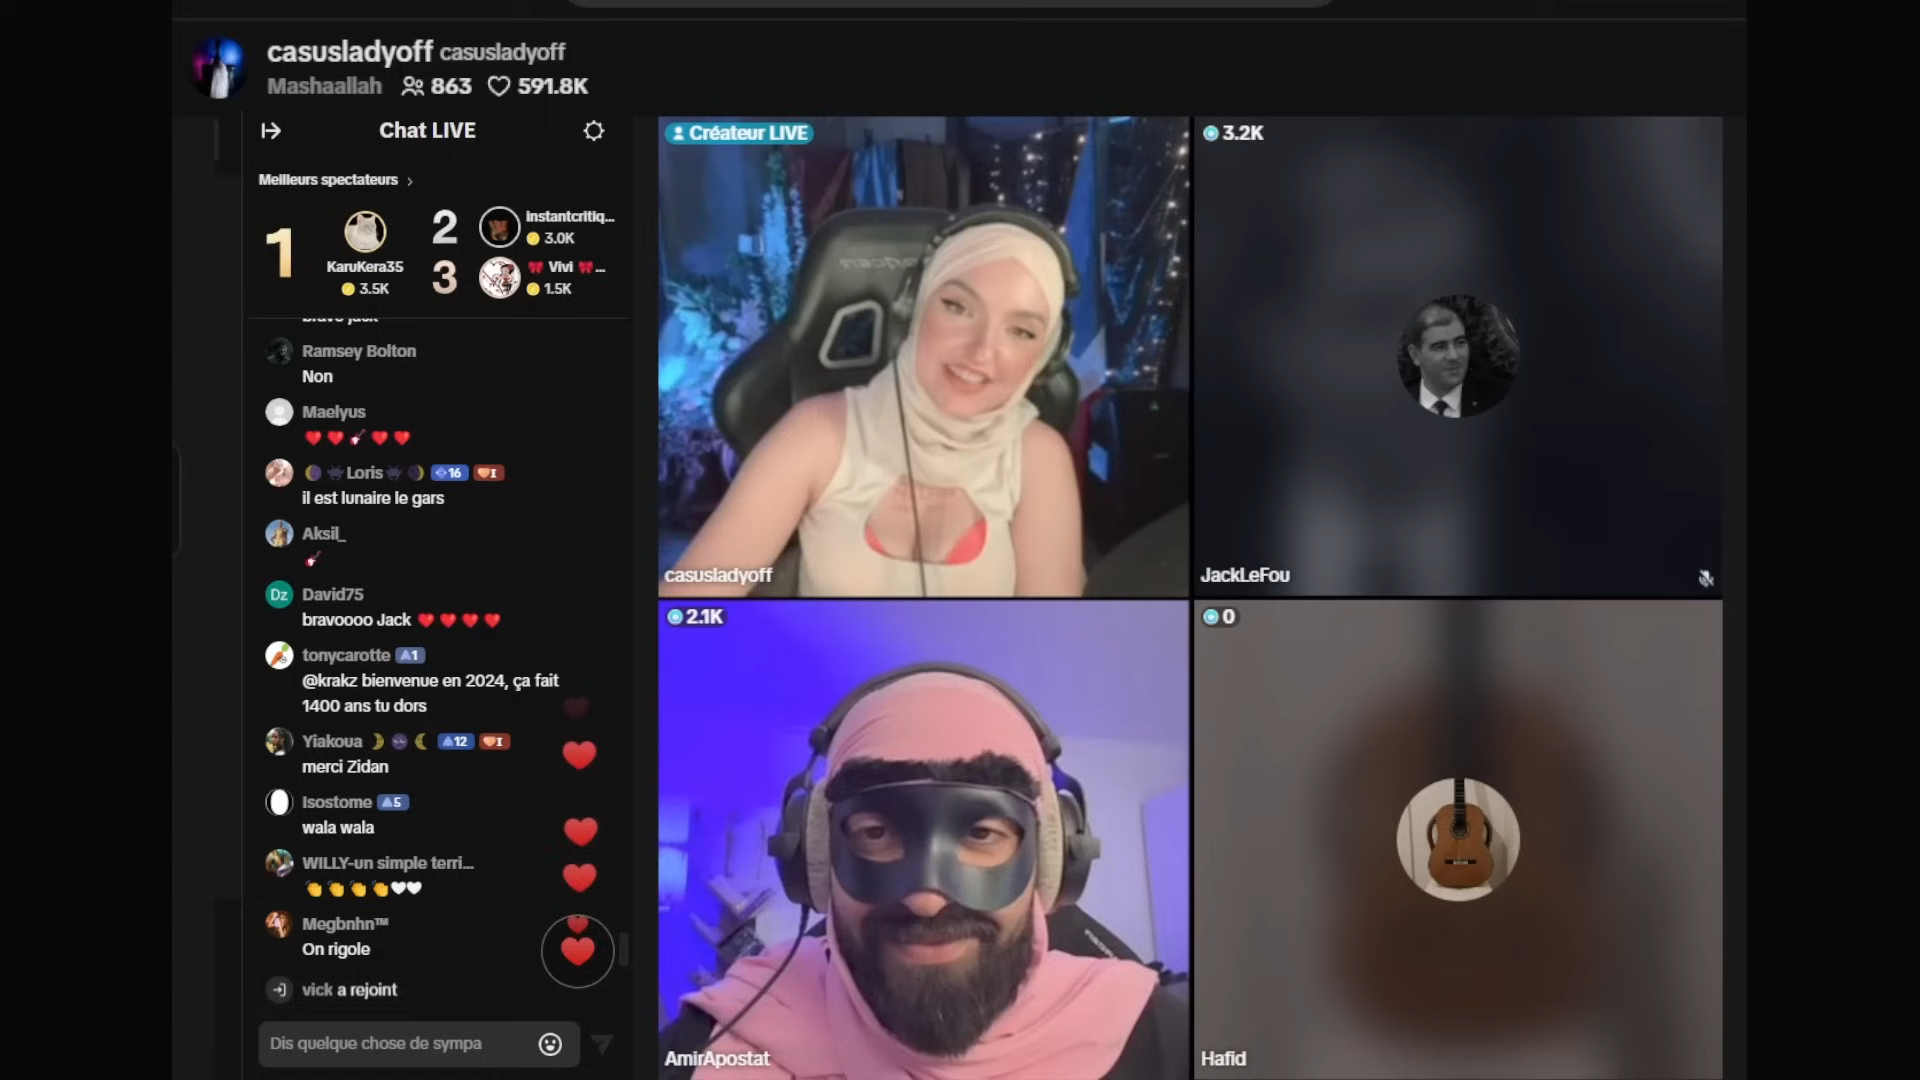 casusladyoff casusladyoff
Mashaallah 863 591.8K
Chat LIVE
Meilleurs spectateurs
1
KaruKera35
3.5K
2
instantcritiq...
3.0K
3
Vivi ...
1.5K
brave jack
Ramsey Bolton
Non
Maelyus
Loris 16 I
il est lunaire le gars
Aksil_
Dz David75
bravoooo Jack
tonycarotte 1
@krakz bienvenue en 2024, ça fait
1400 ans tu dors
Yiakoua 12 I
merci Zidan
Isostome 5
wala wala
WILLY-un simple terri...
Megbnhn™
On rigole
vick a rejoint
Dis quelque chose de sympa
Créateur LIVE
casusladyoff
3.2K
JackLeFou
2.1K
AmirApostat
0
Hafid